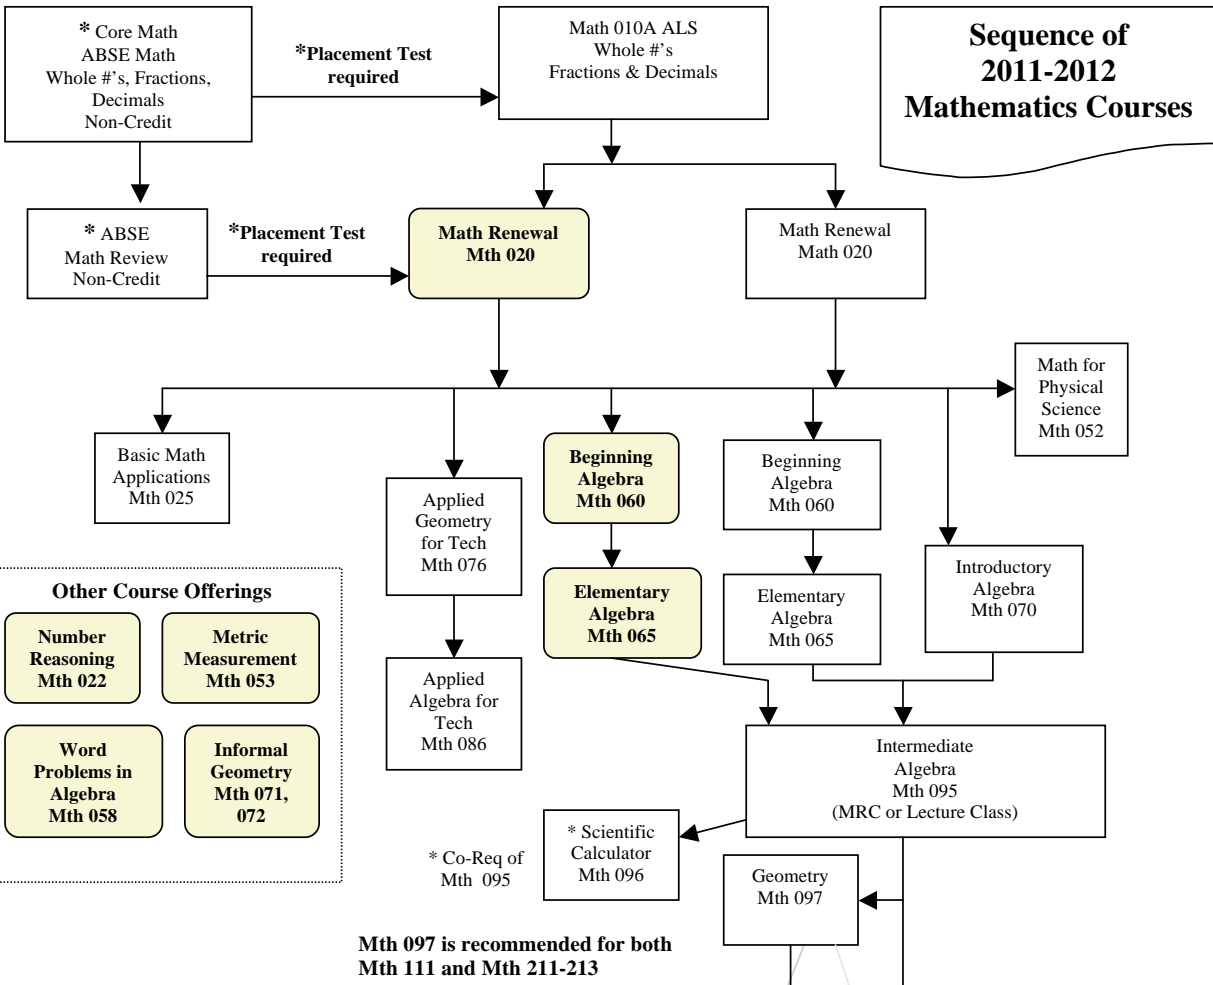 * Core Math
ABSE Math
Whole #'s, Fractions,
Decimals
Non-Credit
*Placement Test
required
Math 010A ALS
Whole #'s
Fractions & Decimals
Sequence of
2011-2012
Mathematics Courses
* ABSE
Math Review
Non-Credit
*Placement Test
required
Math Renewal
Mth 020
Math Renewal
Math 020
Math for
Physical
Science
Mth 052
Basic Math
Applications
Mth 025
Applied
Geometry
for Tech
Mth 076
Beginning
Algebra
Mth 060
Beginning
Algebra
Mth 060
Introductory
Algebra
Mth 070
Elementary
Algebra
Mth 065
Elementary
Algebra
Mth 065
Applied
Algebra for
Tech
Mth 086
Other Course Offerings
Number
Reasoning
Mth 022
Metric
Measurement
Mth 053
Word
Problems in
Algebra
Mth 058
Informal
Geometry
Mth 071,
072
Intermediate
Algebra
Mth 095
(MRC or Lecture Class)
* Co-Req of
Mth 095
* Scientific
Calculator
Mth 096
Geometry
Mth 097
Mth 097 is recommended for both
Mth 111 and Mth 211-213